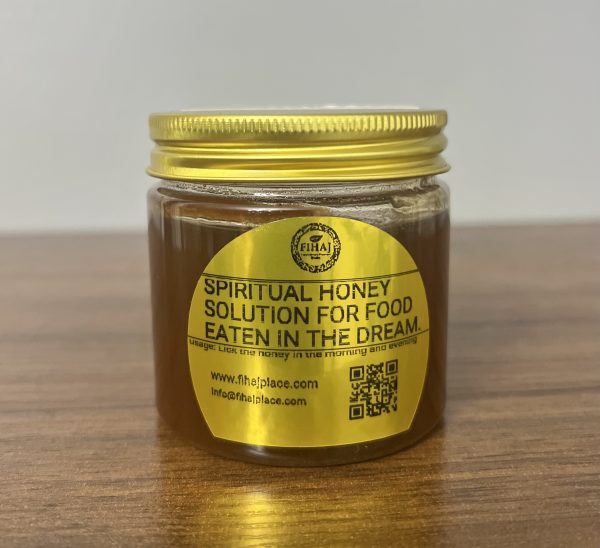 FIHAJ
SPIRITUAL HONEY
SOLUTION FOR FOOD
EATEN IN THE DREAM.
usage: Lick the honey in the morning and evening
www.fihajplace.com
info@fihajplace.com